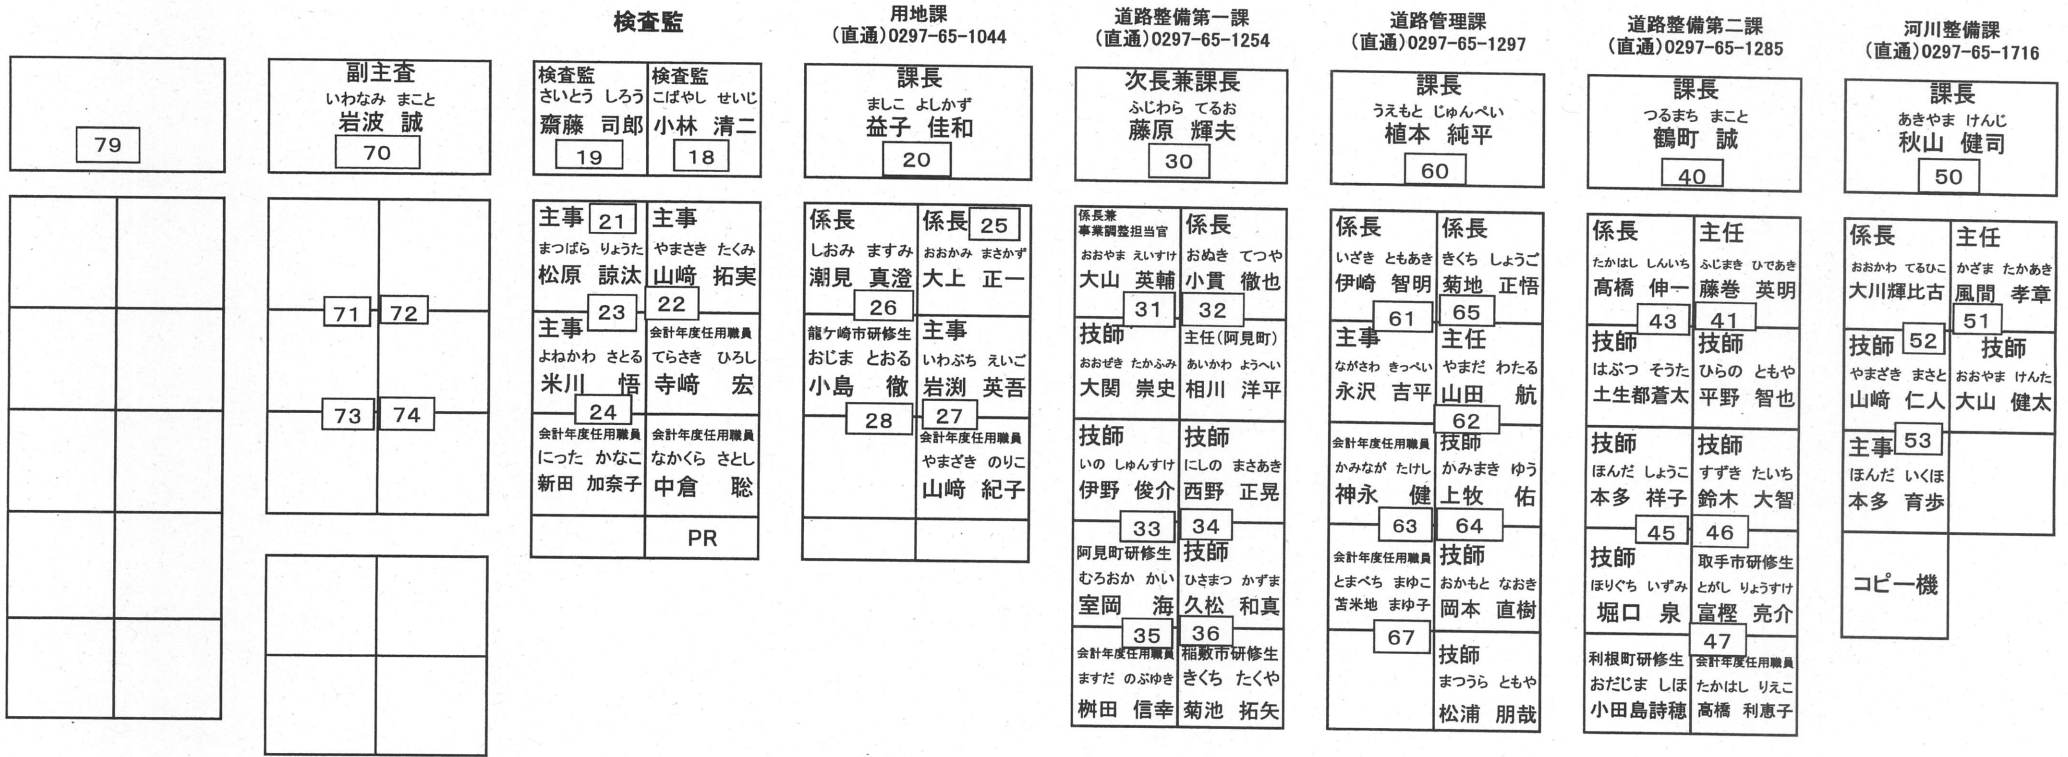 79
副主査
いわなみ まこと
岩波 誠
70
71 72
73 74
検査監
検査監
さいとう しろう
齋藤 司郎
19
検査監
こばやし せいじ
小林 清二
18
主事 21
まつばら りょうた
松原 諒汰
主事
やまさき たくみ
山﨑 拓実
22
主事 23
よねかわ さとる
米川 悟
24
会計年度任用職員
てらさき ひろし
寺﨑 宏
会計年度任用職員
にった かなこ
新田 加奈子
会計年度任用職員
なかくら さとし
中倉 聡
PR
用地課
(直通)0297-65-1044
課長
ましこ よしかず
益子 佳和
20
係長
しおみ ますみ
潮見 真澄
26
係長 25
おおかみ まさかず
大上 正一
龍ケ崎市研修生
おじま とおる
小島 徹
28
主事
いわぶち えいご
岩渕 英吾
27
会計年度任用職員
やまざき のりこ
山﨑 紀子
道路整備第一課
(直通)0297-65-1254
次長兼課長
ふじわら てるお
藤原 輝夫
30
係長兼
事業調整担当官
おおやま えいすけ
大山 英輔
31
係長
おぬき てつや
小貫 徹也
32
技師
おおぜき たかふみ
大関 崇史
主任(阿見町)
あいかわ ようへい
相川 洋平
技師
いの しゅんすけ
伊野 俊介
33
技師
にしの まさあき
西野 正晃
34
阿見町研修生
むろおか かい
室岡 海
35
技師
ひさまつ かずま
久松 和真
36
会計年度任用職員
ますだ のぶゆき
桝田 信幸
稲敷市研修生
きくち たくや
菊池 拓矢
道路管理課
(直通)0297-65-1297
課長
うえもと じゅんぺい
植本 純平
60
係長
いざき ともあき
伊崎 智明
61
係長
きくち しょうご
菊地 正悟
65
主事
ながさわ きっぺい
永沢 吉平
主任
やまだ わたる
山田 航
62
会計年度任用職員
かみなが たけし
神永 健
63
技師
かみまき ゆう
上牧 佑
64
会計年度任用職員
とまべち まゆこ
苫米地 まゆ子
67
技師
おかもと なおき
岡本 直樹
技師
まつうら ともや
松浦 朋哉
道路整備第二課
(直通)0297-65-1285
課長
つるまち まこと
鶴町 誠
40
係長
たかはし しんいち
髙橋 伸一
43
主任
ふじまき ひであき
藤巻 英明
41
技師
はぶつ そうた
土生都蒼太
技師
ひらの ともや
平野 智也
技師
ほんだ しょうこ
本多 祥子
45
技師
すずき たいち
鈴木 大智
46
技師
ほりぐち いずみ
堀口 泉
取手市研修生
とがし りょうすけ
富樫 亮介
47
利根町研修生
おだじま しほ
小田島詩穂
会計年度任用職員
たかはし りえこ
高橋 利恵子
河川整備課
(直通)0297-65-1716
課長
あきやま けんじ
秋山 健司
50
係長
おおかわ てるひこ
大川輝比古
主任
かざま たかあき
風間 孝章
51
技師 52
やまざき まさと
山﨑 仁人
技師
おおやま けんた
大山 健太
主事 53
ほんだ いくほ
本多 育歩
コピー機